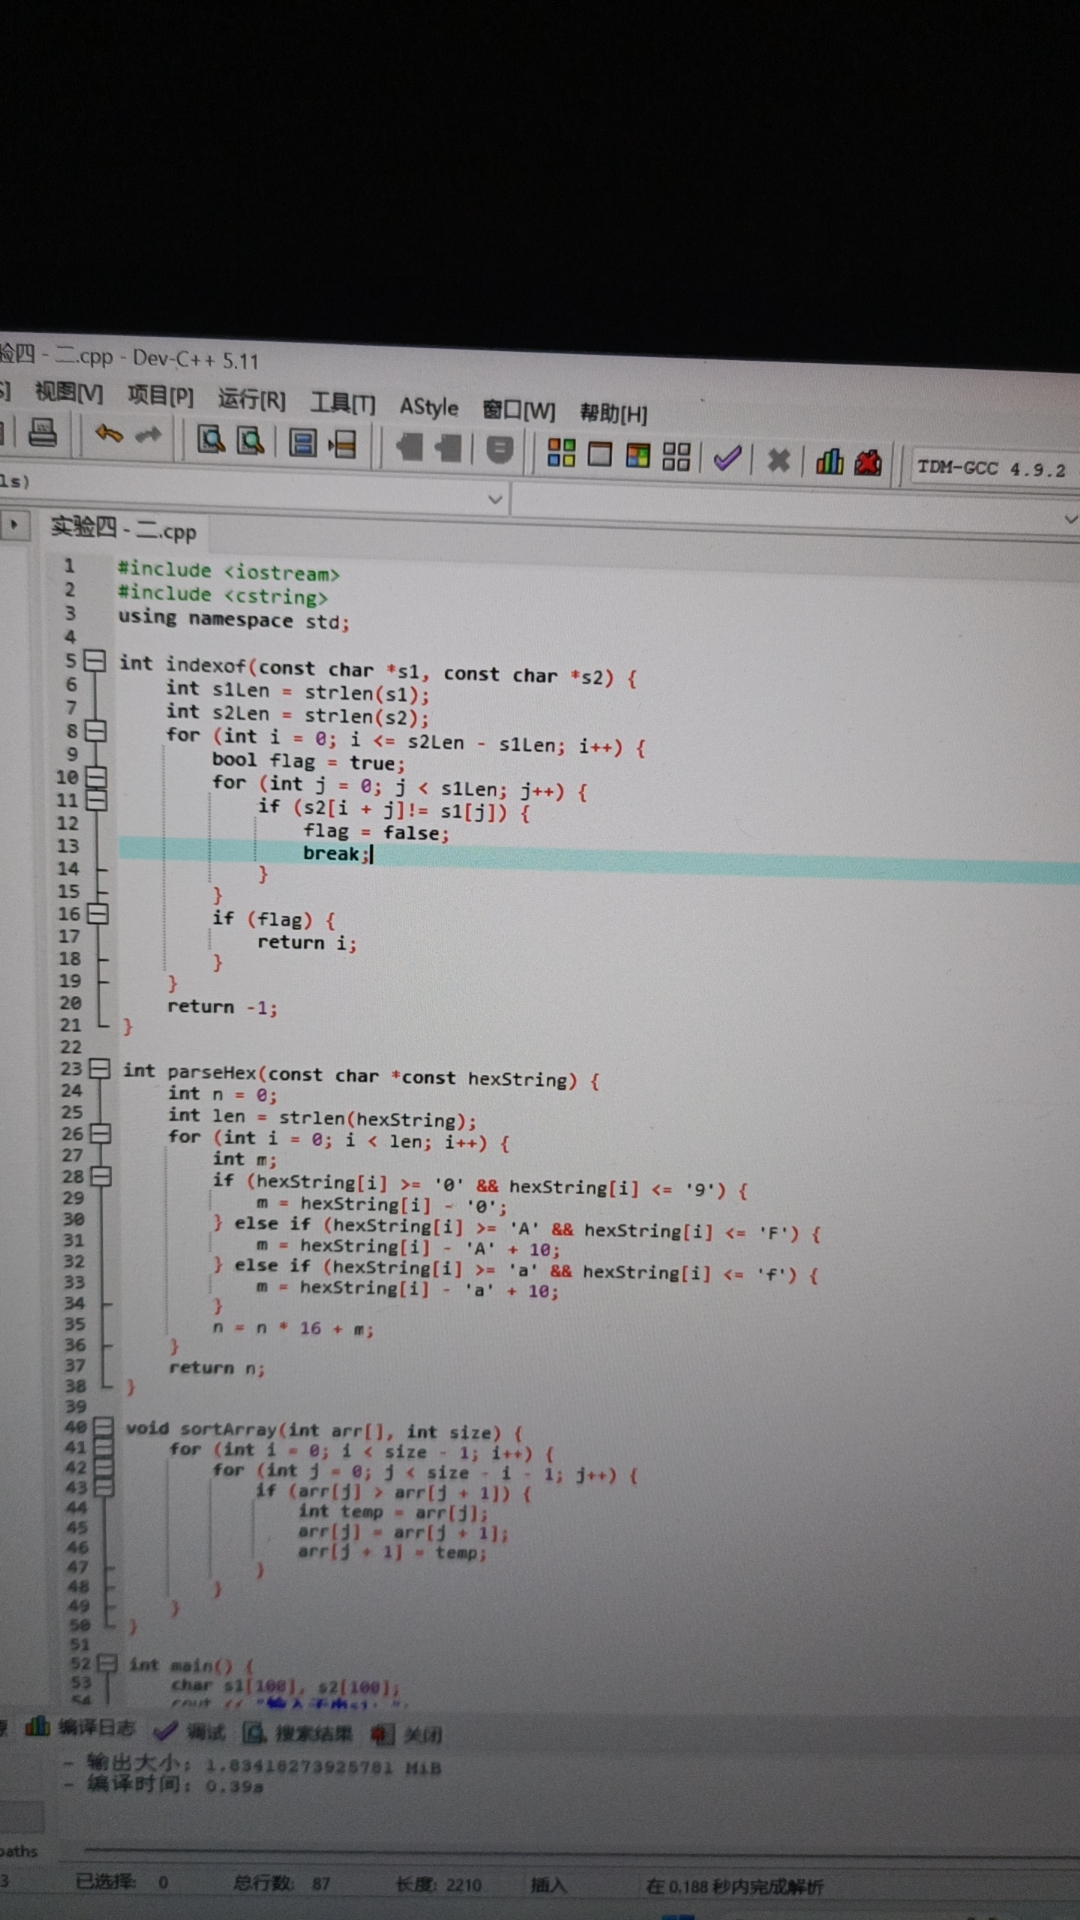 验四 - 二.cpp - Dev-C++ 5.11
S] 视图[V] 项目[P] 运行[R] 工具[T] AStyle 窗口[W] 帮助[H]
TDM-GCC 4.9.2
ls)
实验四 - 二.cpp
1 #include <iostream>
2 #include <cstring>
3 using namespace std;
4
5 int indexof(const char *s1, const char *s2) {
6 int s1Len = strlen(s1);
7 int s2Len = strlen(s2);
8 for (int i = 0; i <= s2Len - s1Len; i++) {
9 bool flag = true;
10 for (int j = 0; j < s1Len; j++) {
11 if (s2[i + j]!= s1[j]) {
12 flag = false;
13 break;
14 }
15 }
16 if (flag) {
17 return i;
18 }
19 }
20 return -1;
21 }
22
23 int parseHex(const char *const hexString) {
24 int n = 0;
25 int len = strlen(hexString);
26 for (int i = 0; i < len; i++) {
27 int m;
28 if (hexString[i] >= '0' && hexString[i] <= '9') {
29 m = hexString[i] - '0';
30 } else if (hexString[i] >= 'A' && hexString[i] <= 'F') {
31 m = hexString[i] - 'A' + 10;
32 } else if (hexString[i] >= 'a' && hexString[i] <= 'f') {
33 m = hexString[i] - 'a' + 10;
34 }
35 n = n * 16 + m;
36 }
37 return n;
38 }
39
40 void sortArray(int arr[], int size) {
41 for (int i = 0; i < size - 1; i++) {
42 for (int j = 0; j < size - i - 1; j++) {
43 if (arr[j] > arr[j + 1]) {
44 int temp = arr[j];
45 arr[j] = arr[j + 1];
46 arr[j + 1] = temp;
47 }
48 }
49 }
50 }
51
52 int main() {
53 char s1[100], s2[100];
54 cout << "输入子串s1: ";
编译日志 调试 搜索结果 关闭
- 输出大小: 1.83418273925781 MiB
- 编译时间: 0.39s
paths
3 已选择: 0 总行数: 87 长度: 2210 插入 在 0.188 秒内完成解析